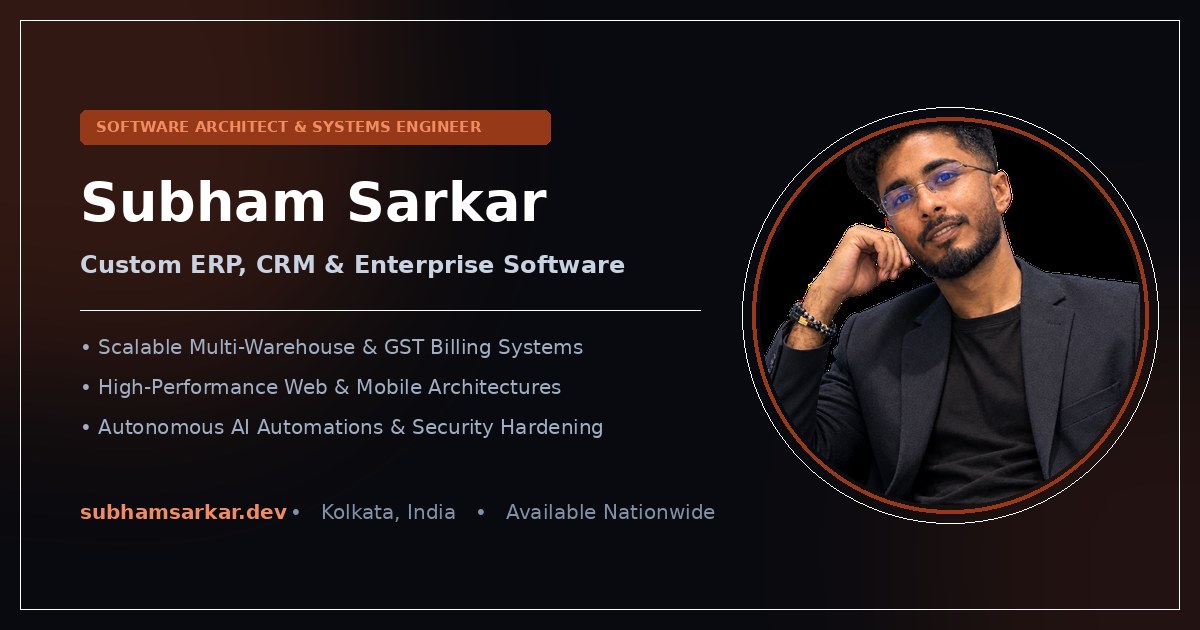 SOFTWARE ARCHITECT & SYSTEMS ENGINEER
Subham Sarkar
Custom ERP, CRM & Enterprise Software
• Scalable Multi-Warehouse & GST Billing Systems
• High-Performance Web & Mobile Architectures
• Autonomous AI Automations & Security Hardening
subhamsarkar.dev • Kolkata, India • Available Nationwide